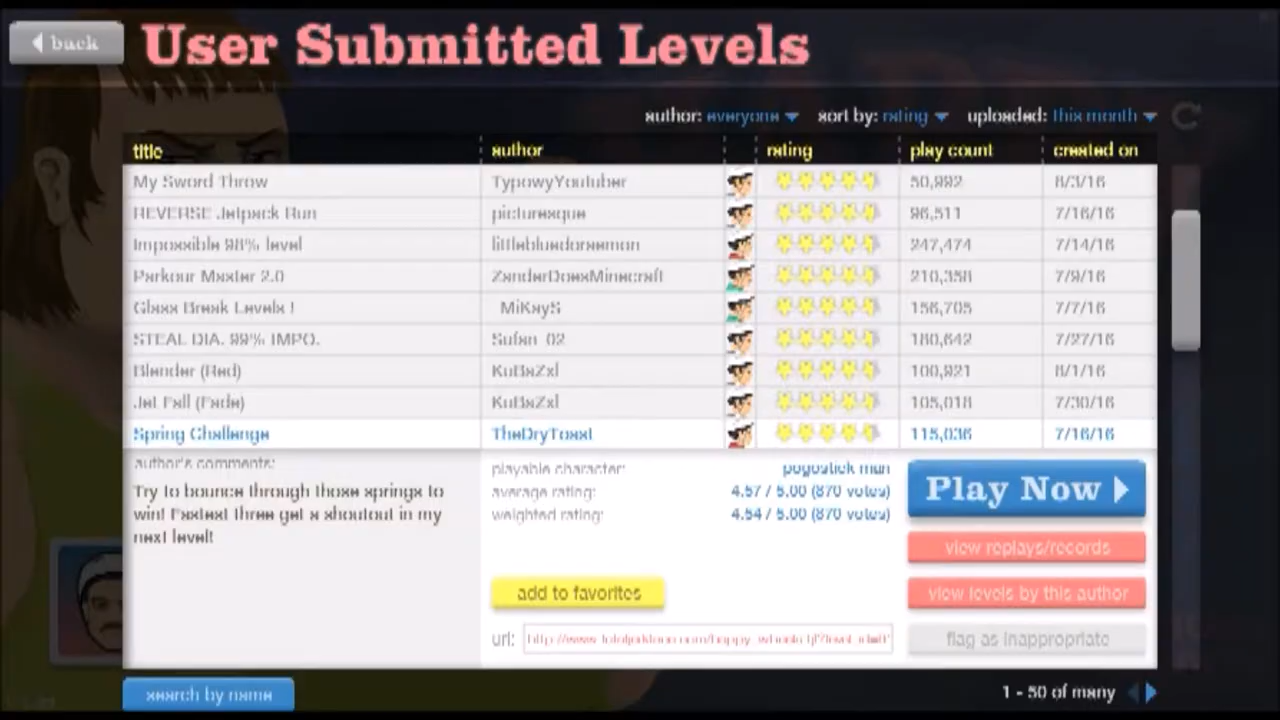 back
User Submitted Levels
author: everyone sort by: rating uploaded: this month
title author rating play count created on
My Sword Throw TypowyYoutuber 50,992 8/3/16
REVERSE Jetpack Run picturesque 96,511 7/16/16
Impossible 98% level littlebluedoraemon 247,474 7/14/16
Parkour Master 2.0 ZanderDoesMinecraft 210,358 7/9/16
Glass Break Levels ! MiKayS 156,705 7/7/16
STEAL DIA. 99% IMPO. Sufan 02 180,642 7/27/16
Blender (Red) KuBaZxl 100,921 8/1/16
Jet Fall (Fade) KuBaZxl 105,018 7/30/16
Spring Challenge TheDryToast 115,036 7/16/16
author's comments:
Try to bounce through those springs to
win! Fastest three get a shoutout in my
next level!
playable character: pogostick man
average rating: 4.57 / 5.00 (870 votes)
weighted rating: 4.54 / 5.00 (870 votes)
add to favorites
url:
Play Now
view replays/records
view levels by this author
flag as inappropriate
search by name
1 - 50 of many